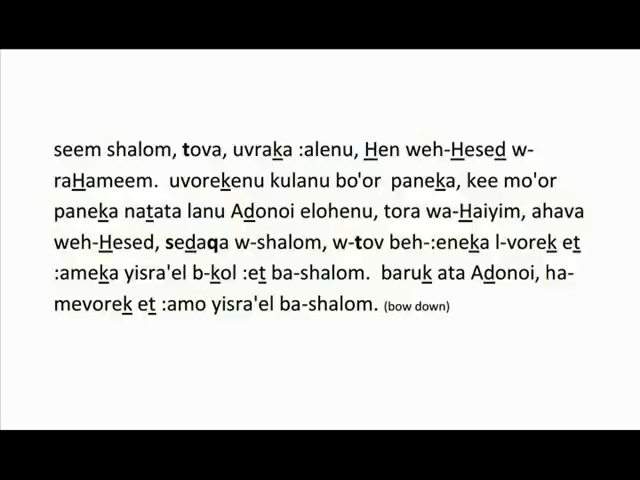 seem shalom, tova, uvraka :alenu, Hen weh-Hesed w-
raHameem.  uvorekenu kulanu bo'or  paneka, kee mo'or
paneka natata lanu Adonoi elohenu, tora wa-Haiyim, ahava
weh-Hesed, sedaqa w-shalom, w-tov beh-:eneka l-vorek et
:ameka yisra'el b-kol :et ba-shalom.  baruk ata Adonoi, ha-
mevorek et :amo yisra'el ba-shalom. (bow down)